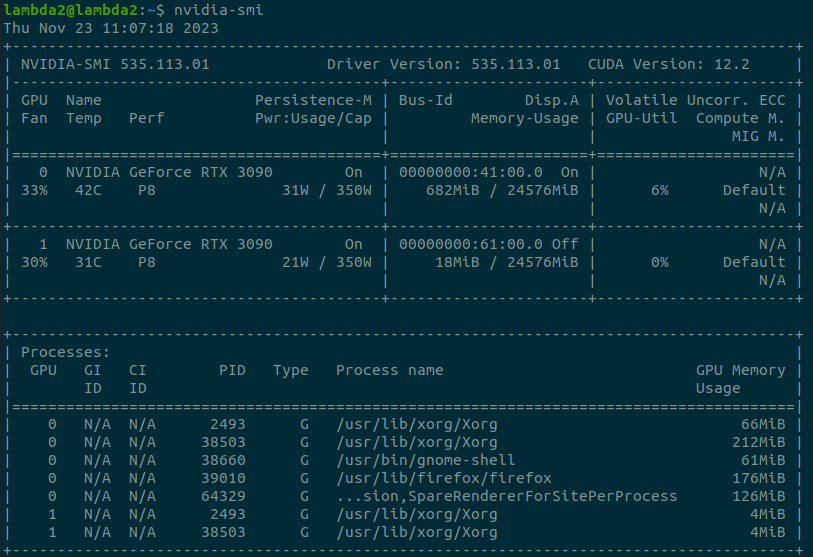 lambda2@lambda2:~$ nvidia-smi
Thu Nov 23 11:07:18 2023
+-----------------------------------------------------------------------------------------+
| NVIDIA-SMI 535.113.01             Driver Version: 535.113.01   CUDA Version: 12.2     |
|-----------------------------------------+----------------------+----------------------+
| GPU  Name                 Persistence-M | Bus-Id        Disp.A | Volatile Uncorr. ECC |
| Fan  Temp   Perf          Pwr:Usage/Cap |         Memory-Usage | GPU-Util  Compute M. |
|                                         |                      |               MIG M. |
|=========================================+======================+======================|
|   0  NVIDIA GeForce RTX 3090        On  | 00000000:41:00.0  On |                  N/A |
| 33%   42C    P8              31W / 350W |    682MiB / 24576MiB |      6%      Default |
|                                         |                      |                  N/A |
+-----------------------------------------+----------------------+----------------------+
|   1  NVIDIA GeForce RTX 3090        On  | 00000000:61:00.0 Off |                  N/A |
| 30%   31C    P8              21W / 350W |     18MiB / 24576MiB |      0%      Default |
|                                         |                      |                  N/A |
+-----------------------------------------+----------------------+----------------------+

+---------------------------------------------------------------------------------------+
| Processes:                                                                            |
|  GPU   GI   CI        PID   Type   Process name                            GPU Memory |
|        ID   ID                                                             Usage      |
|=======================================================================================|
|    0   N/A  N/A      2493      G   /usr/lib/xorg/Xorg                           66MiB |
|    0   N/A  N/A     38503      G   /usr/lib/xorg/Xorg                          212MiB |
|    0   N/A  N/A     38660      G   /usr/bin/gnome-shell                         61MiB |
|    0   N/A  N/A     39010      G   /usr/lib/firefox/firefox                    176MiB |
|    0   N/A  N/A     64329      G   ...sion,SpareRendererForSitePerProcess      126MiB |
|    1   N/A  N/A      2493      G   /usr/lib/xorg/Xorg                            4MiB |
|    1   N/A  N/A     38503      G   /usr/lib/xorg/Xorg                            4MiB |
+---------------------------------------------------------------------------------------+